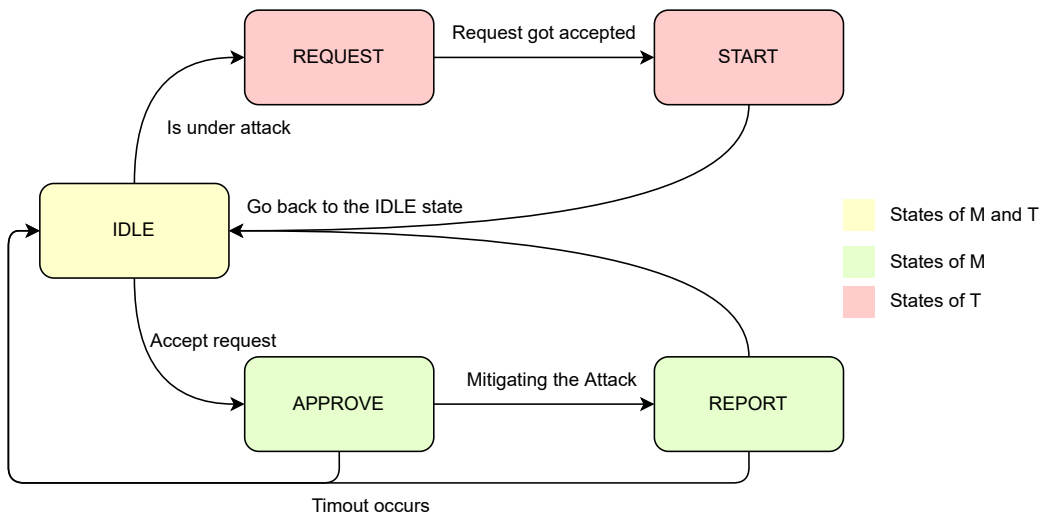 Request got accepted
REQUEST
START
Is under attack
Go back to the IDLE state
IDLE
States of M and T
States of M
States of T
Accept request
Mitigating the Attack
APPROVE
REPORT
Timout occurs